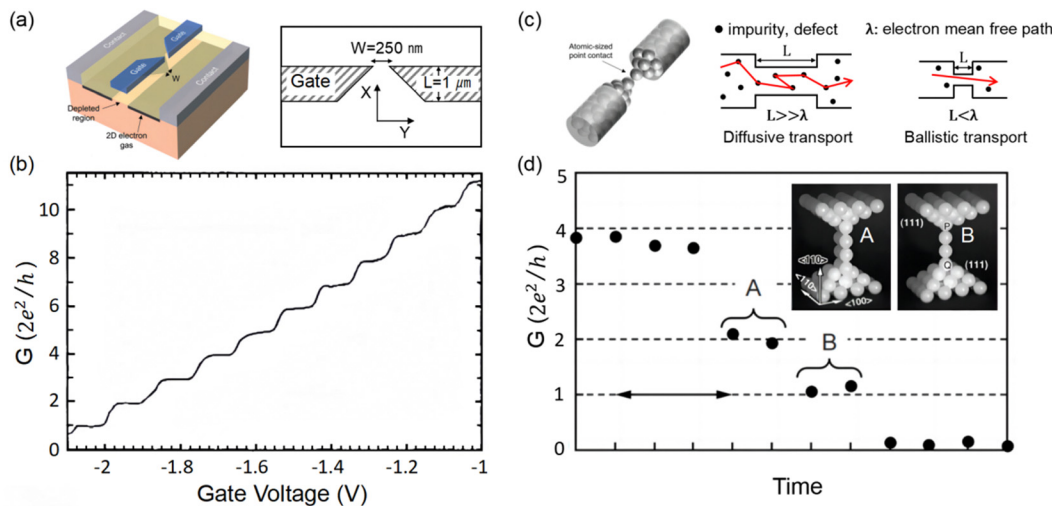 (a)
Contact
Gate
Gate
W
Contact
Depleted
region
2D electron
gas
W=250 nm
Gate
L=1 μm
X
Y
(b)
G (2e²/h)
10
8
6
4
2
0
-2
-1.8
-1.6
-1.4
-1.2
-1
Gate Voltage (V)
(c)
Atomic-sized
point contact
impurity, defect
λ: electron mean free path
L
L>>λ
Diffusive transport
L
L<λ
Ballistic transport
(d)
G (2e²/h)
5
4
3
2
1
0
A
B
A
<110>
<110>
<100>
(111)
P
B
Q
(111)
Time